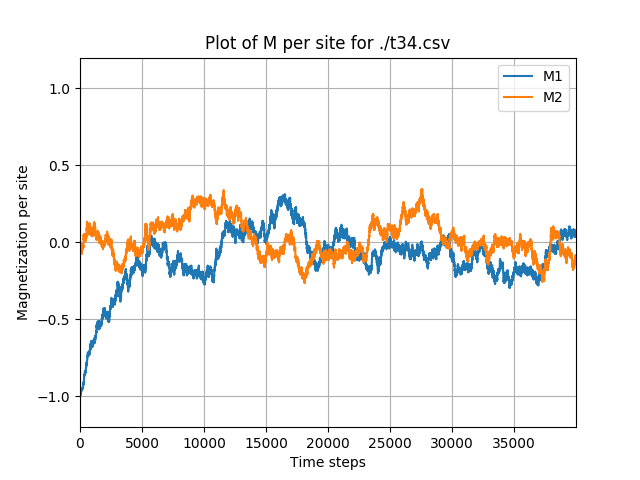 Plot of M per site for ./t34.csv
M1
M2
Magnetization per site
1.0
0.5
0.0
−0.5
−1.0
0 5000 10000 15000 20000 25000 30000 35000
Time steps